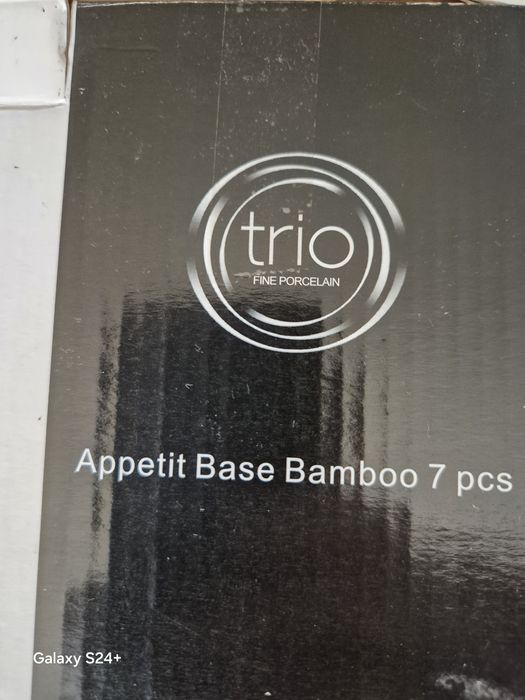 trio
FINE PORCELAIN
Appetit Base Bamboo 7 pcs
Galaxy S24+